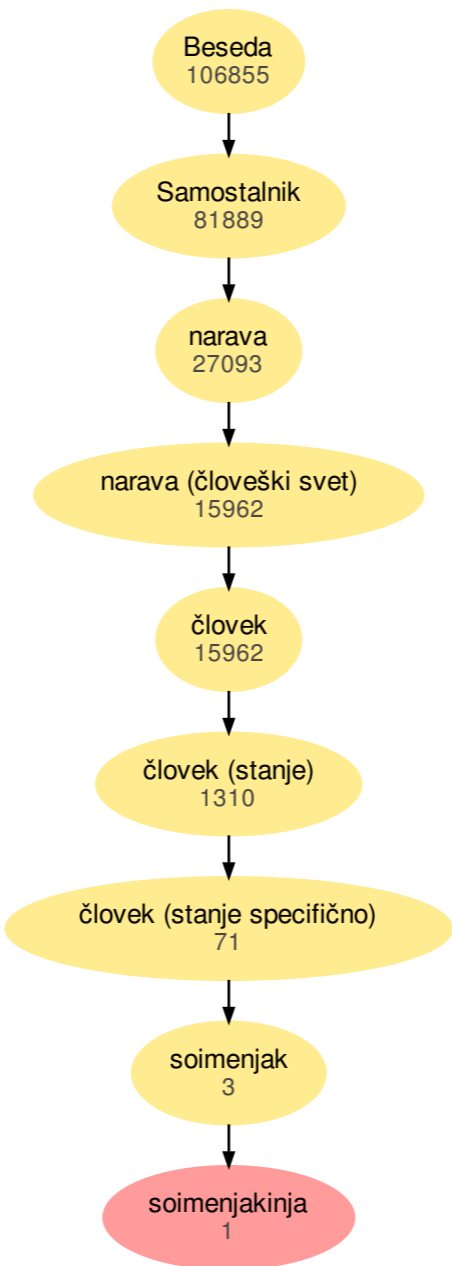 Beseda
106855
Samostalnik
81889
narava
27093
narava (človeški svet)
15962
človek
15962
človek (stanje)
1310
človek (stanje specifično)
71
soimenjak
3
soimenjakinja
1